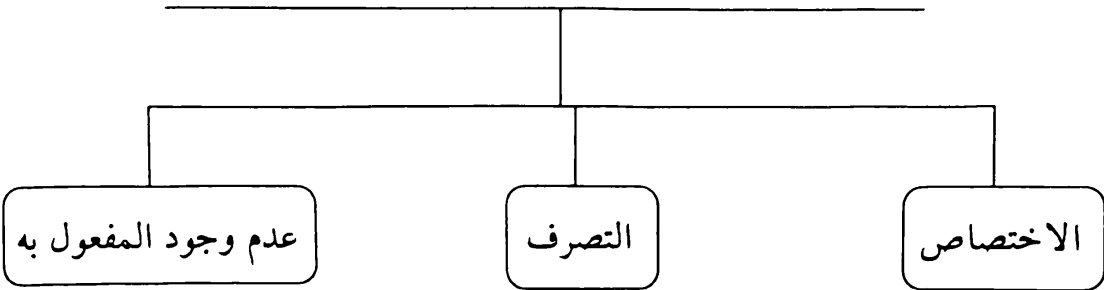 الاختصاص
التصرف
عدم وجود المفعول به